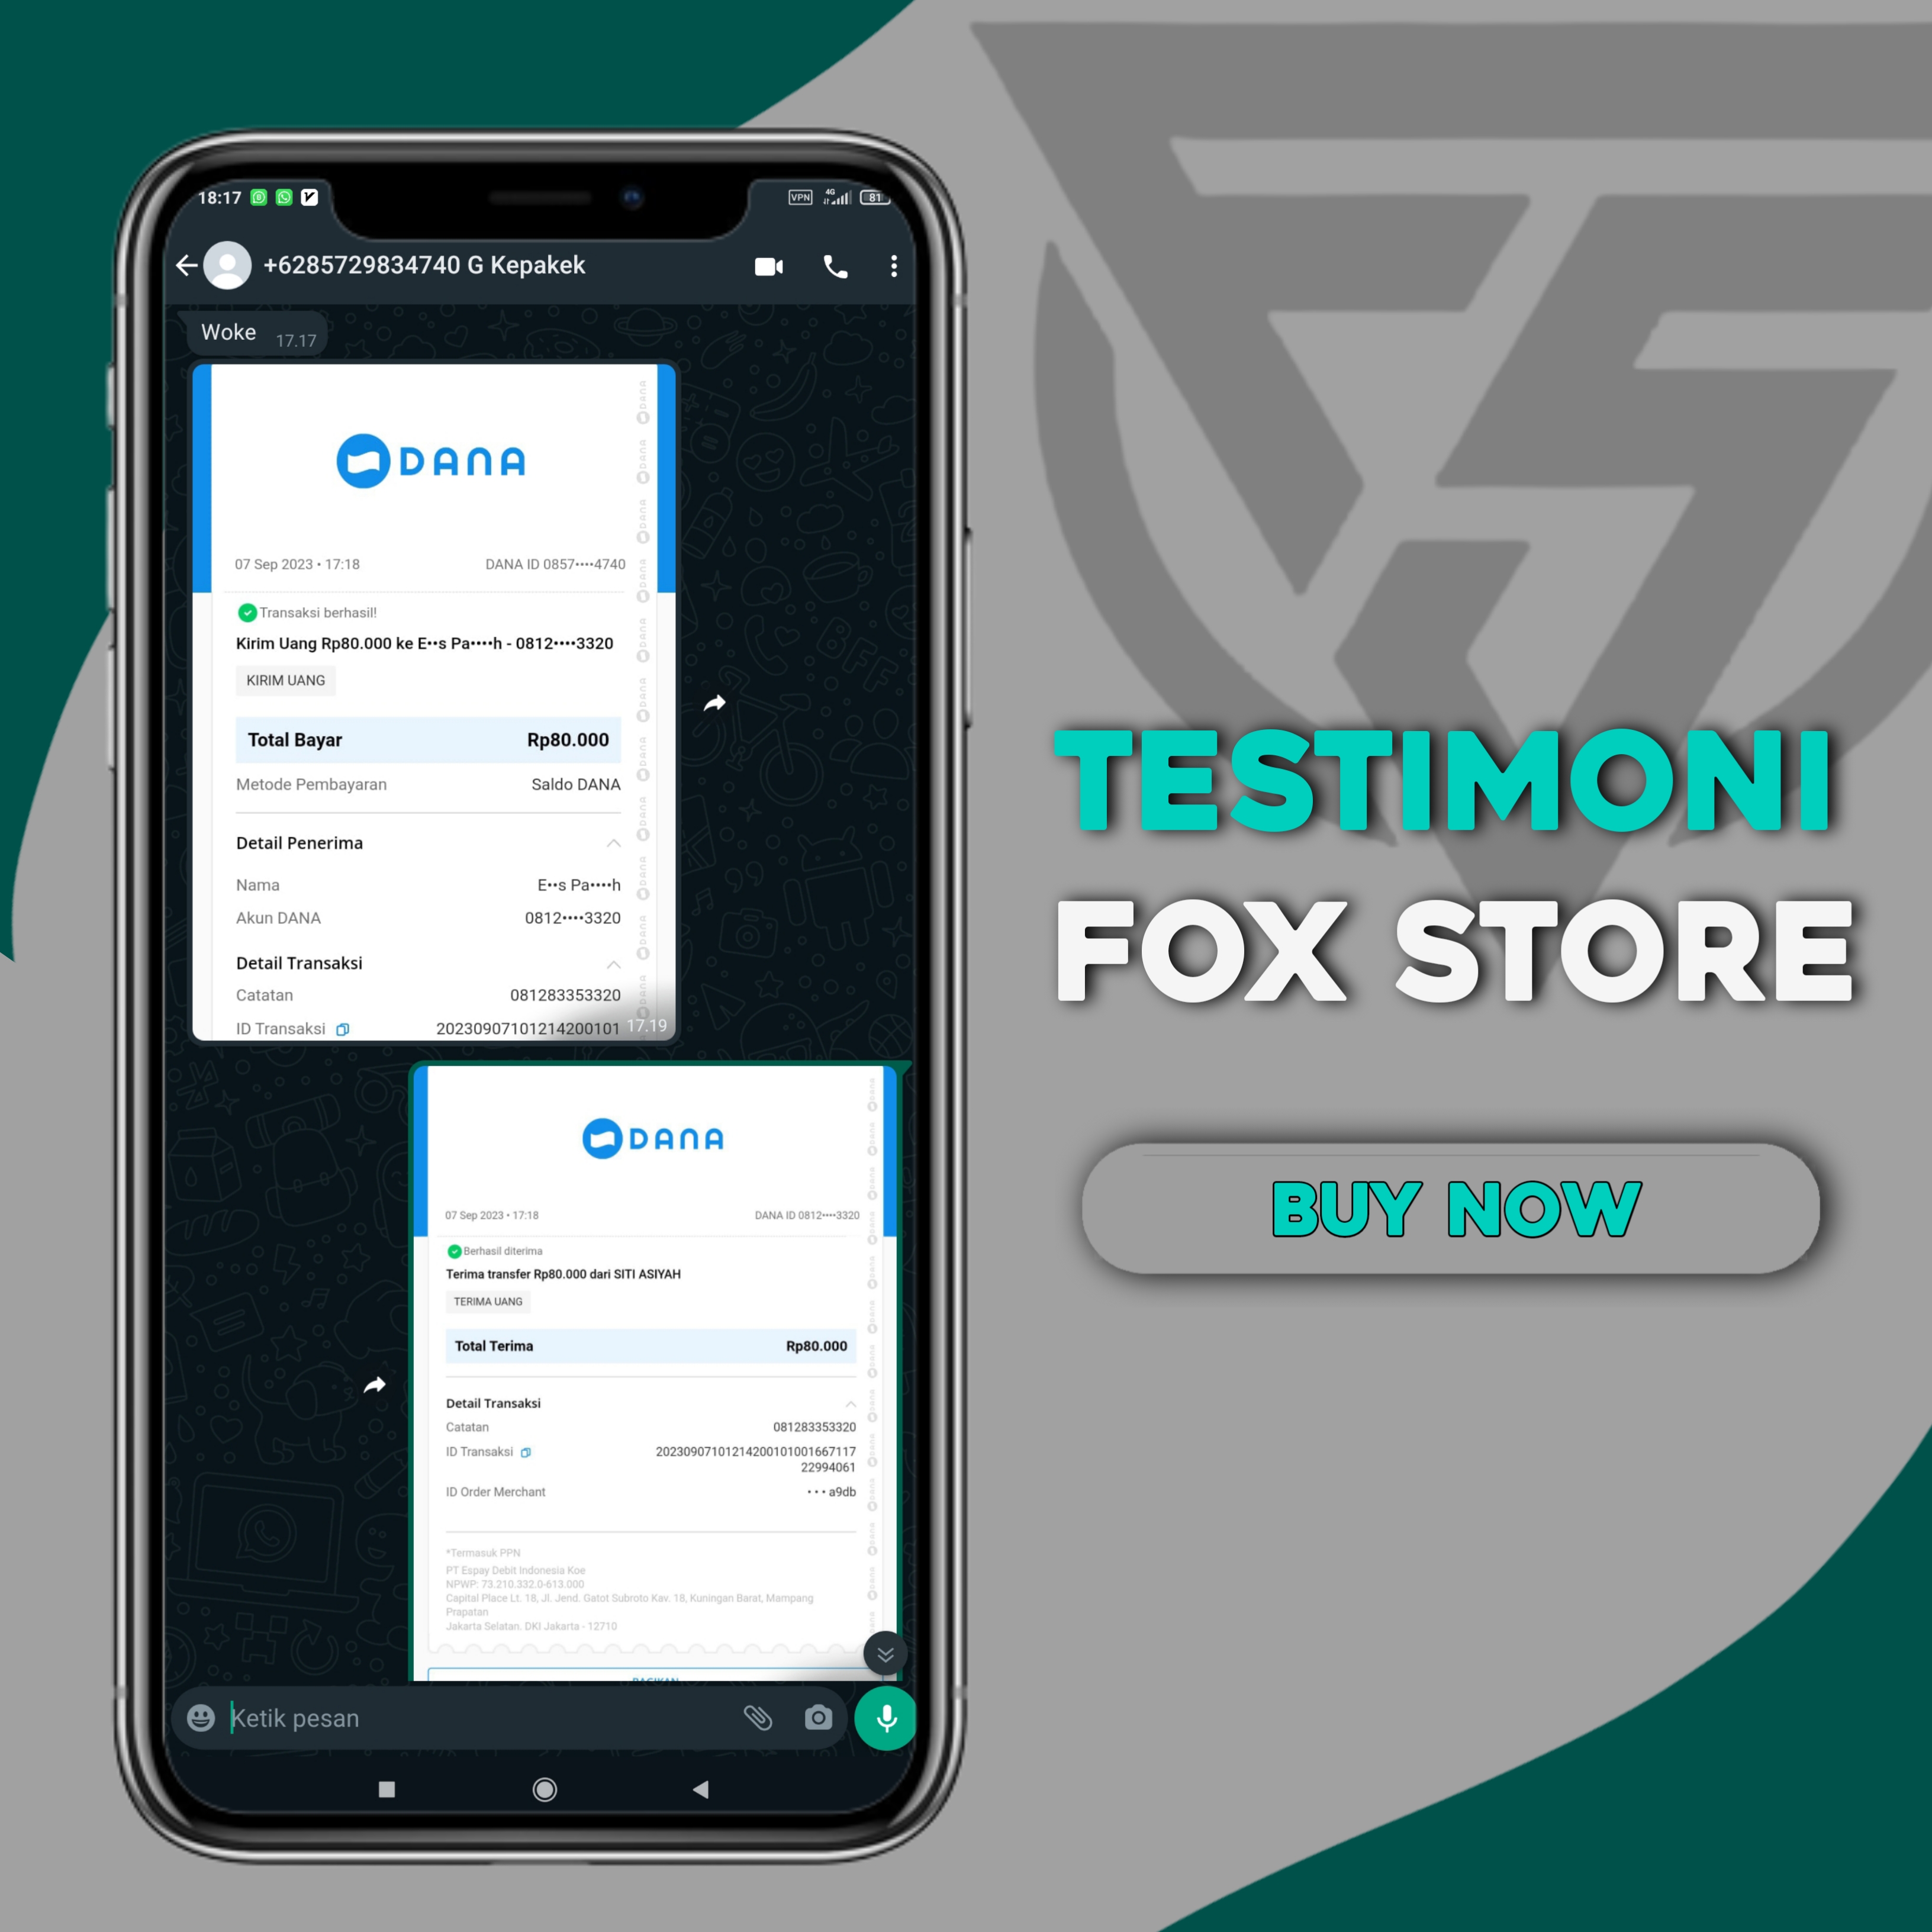 18:17
VPN 4G 81
+6285729834740 G Kepakek
Woke 17.17
DANA
07 Sep 2023 • 17:18 DANA ID 0857••••4740
Transaksi berhasil!
Kirim Uang Rp80.000 ke E••s Pa••••h - 0812••••3320
KIRIM UANG
Total Bayar Rp80.000
Metode Pembayaran Saldo DANA
Detail Penerima
Nama E••s Pa••••h
Akun DANA 0812••••3320
Detail Transaksi
Catatan 081283353320
ID Transaksi 20230907101214200101 17.19
DANA
07 Sep 2023 • 17:18 DANA ID 0812••••3320
Berhasil diterima
Terima transfer Rp80.000 dari SITI ASIYAH
TERIMA UANG
Total Terima Rp80.000
Detail Transaksi
Catatan 081283353320
ID Transaksi 20230907101214200101001667117
22994061
ID Order Merchant ••• a9db
*Termasuk PPN
PT Espay Debit Indonesia Koe
NPWP: 73.210.332.0-613.000
Capital Place Lt. 18, Jl. Jend. Gatot Subroto Kav. 18, Kuningan Barat, Mampang
Prapatan
Jakarta Selatan. DKI Jakarta - 12710
BAGIKAN
Ketik pesan
TESTIMONI
FOX STORE
BUY NOW